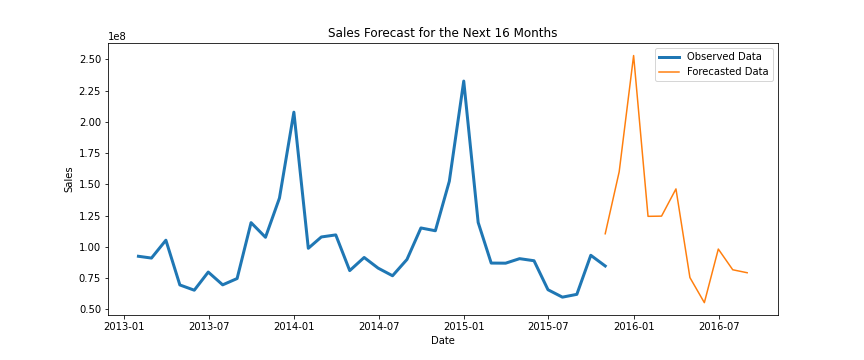 Sales Forecast for the Next 16 Months
1e8
Observed Data
Forecasted Data
2.50
2.25
2.00
1.75
1.50
1.25
1.00
0.75
0.50
Sales
2013-01 2013-07 2014-01 2014-07 2015-01 2015-07 2016-01 2016-07
Date